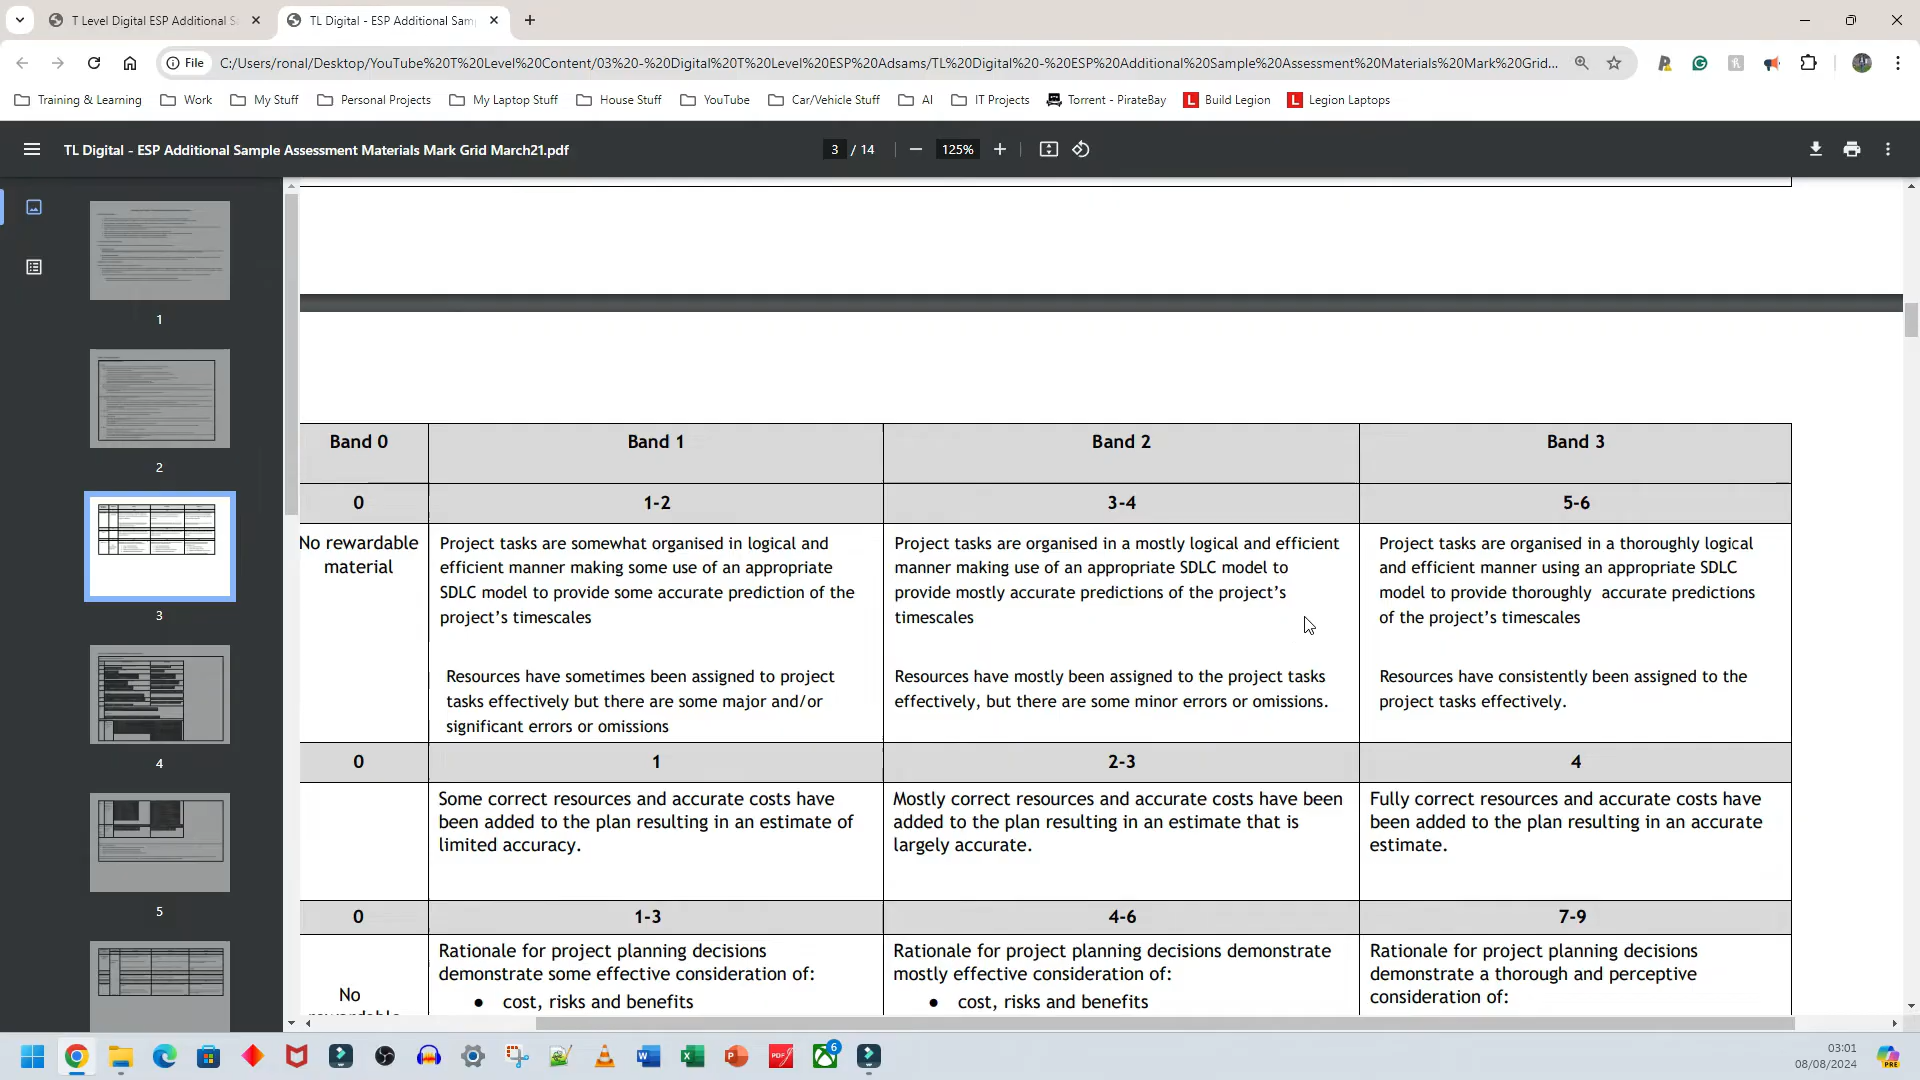 T Level Digital ESP Additional S
TL Digital - ESP Additional Sam
File
C:/Users/ronal/Desktop/YouTube%20T%20Level%20Content/03%20-%20Digital%20T%20Level%20ESP%20Adsams/TL%20Digital%20-%20ESP%20Additional%20Sample%20Assessment%20Materials%20Mark%20Grid...
Training & Learning
Work
My Stuff
Personal Projects
My Laptop Stuff
House Stuff
YouTube
Car/Vehicle Stuff
AI
IT Projects
Torrent - PirateBay
Build Legion
Legion Laptops
TL Digital - ESP Additional Sample Assessment Materials Mark Grid March21.pdf
3 / 14
125%
1
2
3
4
5
Band 0
Band 1
Band 2
Band 3
0
1-2
3-4
5-6
No rewardable
material
Project tasks are somewhat organised in logical and
efficient manner making some use of an appropriate
SDLC model to provide some accurate prediction of the
project's timescales
Resources have sometimes been assigned to project
tasks effectively but there are some major and/or
significant errors or omissions
Project tasks are organised in a mostly logical and efficient
manner making use of an appropriate SDLC model to
provide mostly accurate predictions of the project's
timescales
Resources have mostly been assigned to the project tasks
effectively, but there are some minor errors or omissions.
Project tasks are organised in a thoroughly logical
and efficient manner using an appropriate SDLC
model to provide thoroughly accurate predictions
of the project's timescales
Resources have consistently been assigned to the
project tasks effectively.
0
1
2-3
4
Some correct resources and accurate costs have
been added to the plan resulting in an estimate of
limited accuracy.
Mostly correct resources and accurate costs have been
added to the plan resulting in an estimate that is
largely accurate.
Fully correct resources and accurate costs have
been added to the plan resulting in an accurate
estimate.
0
1-3
4-6
7-9
No
Rationale for project planning decisions
demonstrate some effective consideration of:
● cost, risks and benefits
Rationale for project planning decisions demonstrate
mostly effective consideration of:
● cost, risks and benefits
Rationale for project planning decisions
demonstrate a thorough and perceptive
consideration of:
6
03:01
08/08/2024